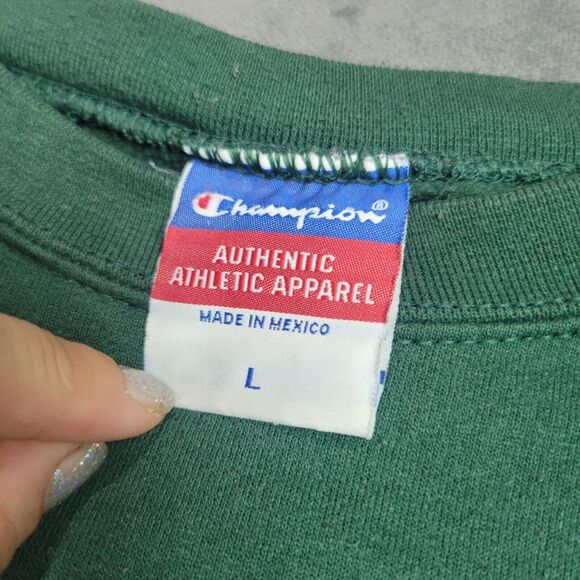 Champion®
AUTHENTIC
ATHLETIC APPAREL
MADE IN MEXICO
L